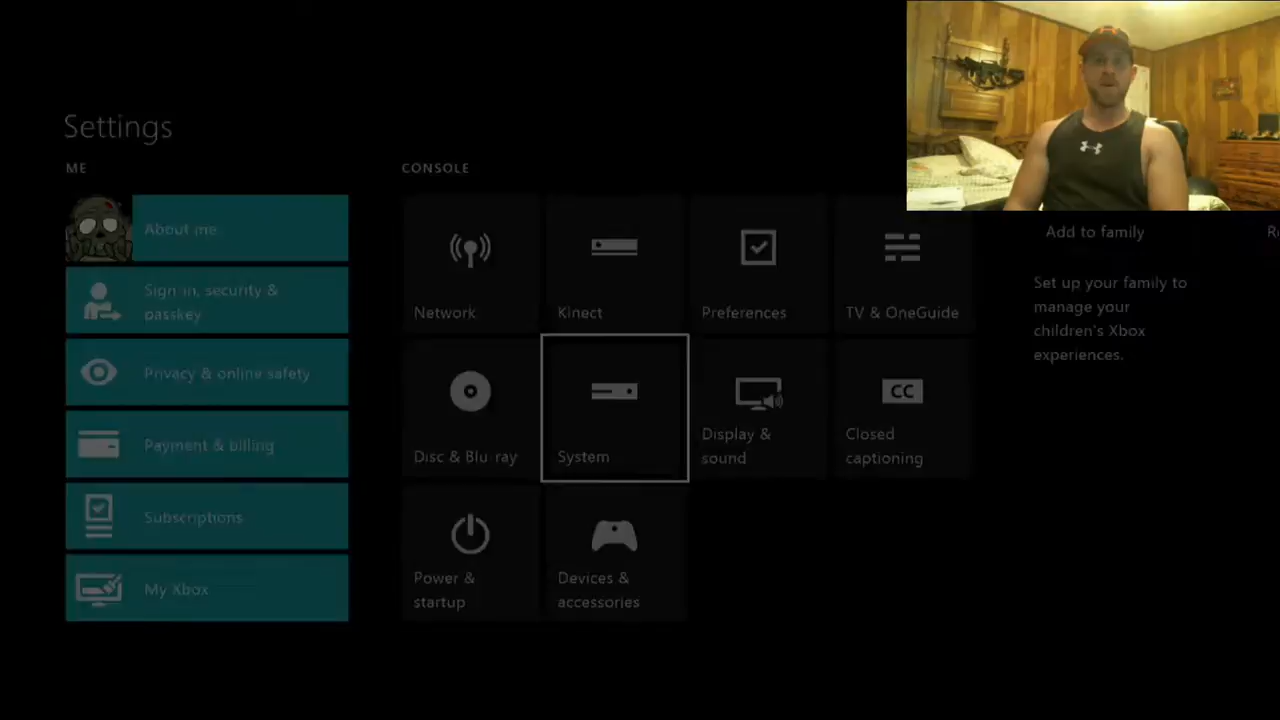 Settings
ME
About me
Sign-in, security &
passkey
Privacy & online safety
Payment & billing
Subscriptions
My Xbox
CONSOLE
Network
Kinect
Preferences
TV & OneGuide
Disc & Blu-ray
System
Display &
sound
CC
Closed
captioning
Power &
startup
Devices &
accessories
Add to family
Set up your family to
manage your
children's Xbox
experiences.